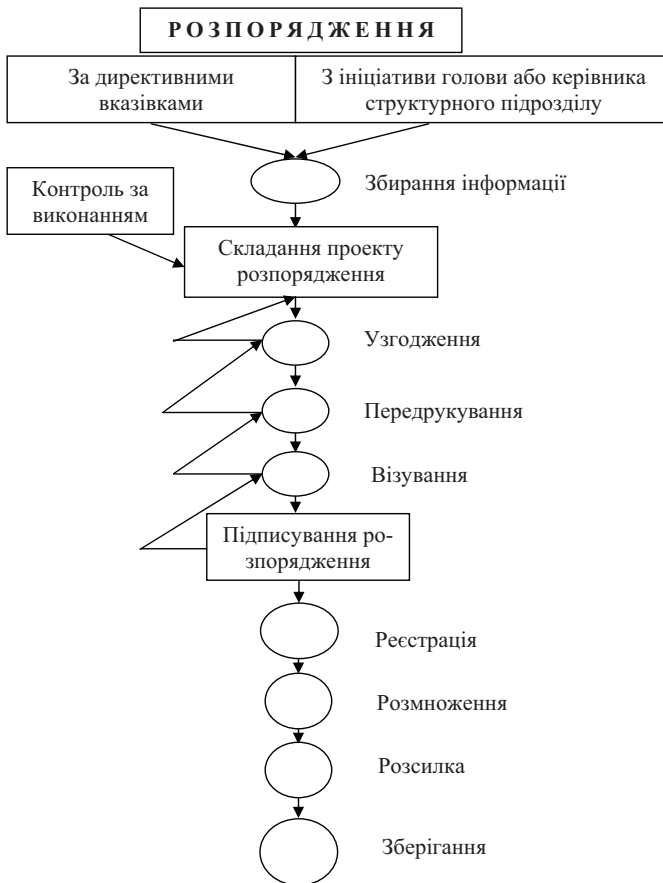 РОЗПОРЯДЖЕННЯ
За директивними
вказівками
З ініціативи голови або керівника
структурного підрозділу
Збирання інформації
Контроль за
виконанням
Складання проекту
розпорядження
Узгодження
Передрукування
Візування
Підписування ро-
зпорядження
Реєстрація
Розмноження
Розсилка
Зберігання